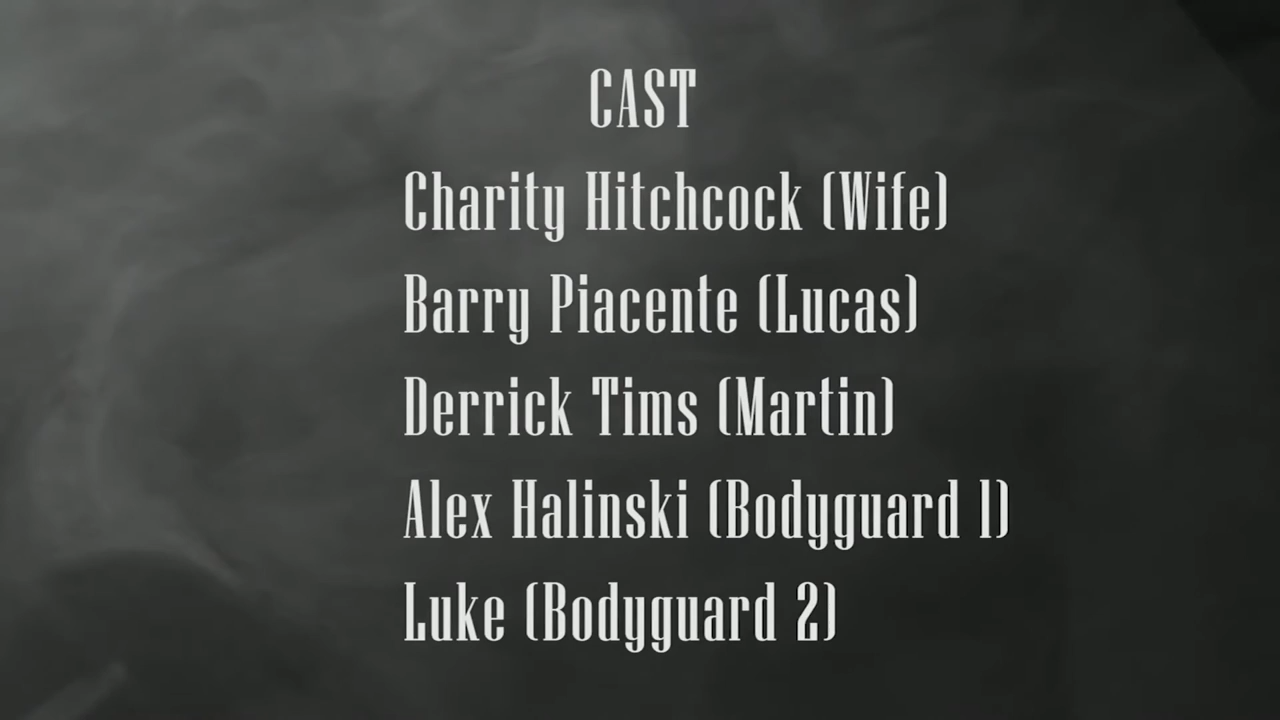 CAST
Charity Hitchcock (Wife)
Barry Piacente (Lucas)
Derrick Tims (Martin)
Alex Halinski (Bodyguard 1)
Luke (Bodyguard 2)